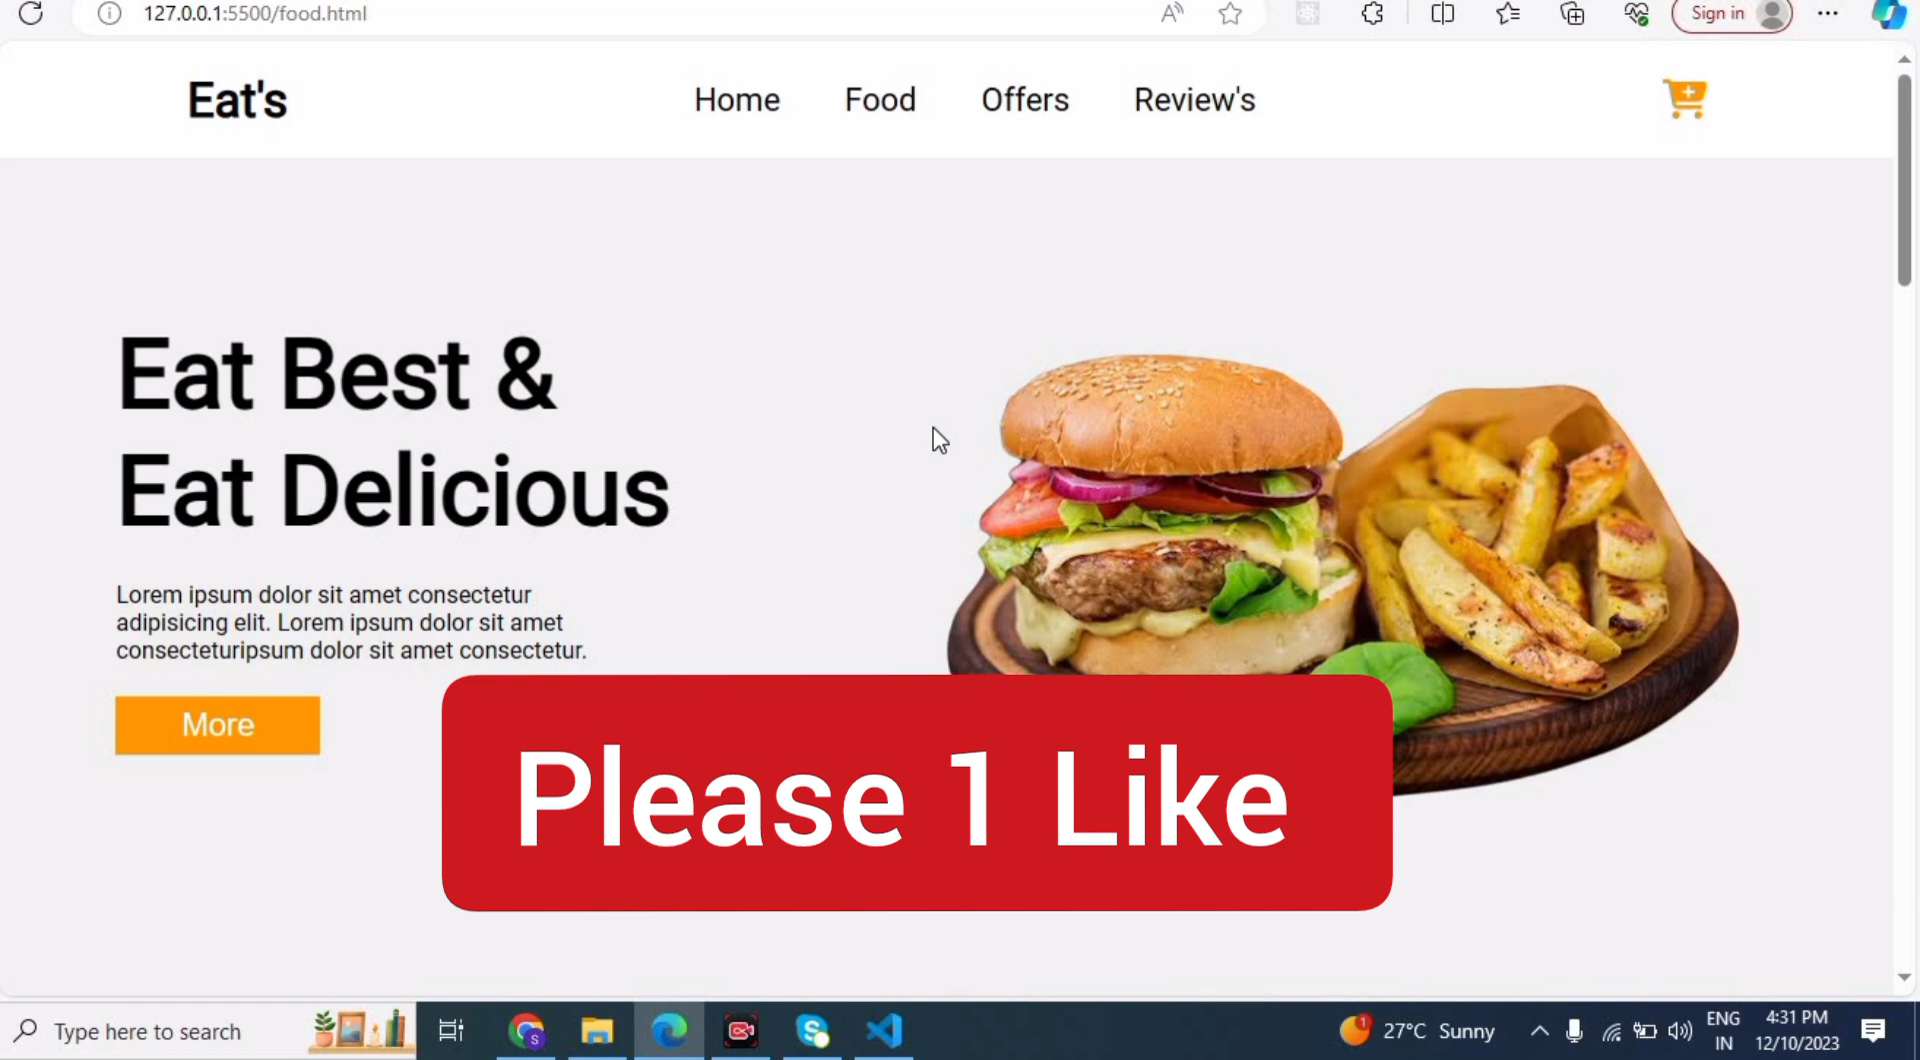 127.0.0.1:5500/food.html
Sign in
Eat's
Home Food Offers Review's
Eat Best &
Eat Delicious
Lorem ipsum dolor sit amet consectetur
adipisicing elit. Lorem ipsum dolor sit amet
consecteturipsum dolor sit amet consectetur.
More
Please 1 Like
Type here to search
S
1
27°C Sunny
ENG
IN
4:31 PM
12/10/2023